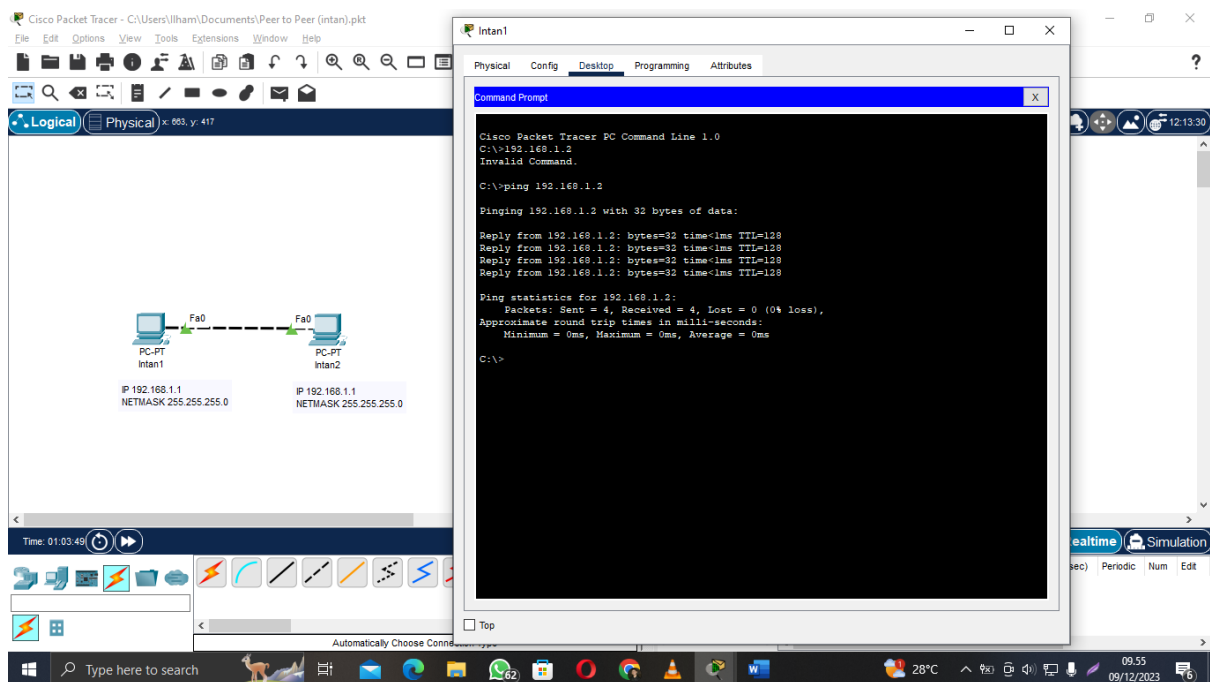 Cisco Packet Tracer - C:\Users\Ilham\Documents\Peer to Peer (intan).pkt
File Edit Options View Tools Extensions Window Help
?
Logical Physical x: 663, y: 417
12:13:30
Intan1
Physical Config Desktop Programming Attributes
Command Prompt
X
Cisco Packet Tracer PC Command Line 1.0
C:\>192.168.1.2
Invalid Command.
C:\>ping 192.168.1.2
Pinging 192.168.1.2 with 32 bytes of data:
Reply from 192.168.1.2: bytes=32 time<1ms TTL=128
Reply from 192.168.1.2: bytes=32 time<1ms TTL=128
Reply from 192.168.1.2: bytes=32 time<1ms TTL=128
Reply from 192.168.1.2: bytes=32 time<1ms TTL=128
Ping statistics for 192.168.1.2:
Packets: Sent = 4, Received = 4, Lost = 0 (0% loss),
Approximate round trip times in milli-seconds:
Minimum = 0ms, Maximum = 0ms, Average = 0ms
C:\>
Top
Fa0 Fa0
PC-PT
Intan1
PC-PT
Intan2
IP 192.168.1.1
NETMASK 255.255.255.0
IP 192.168.1.1
NETMASK 255.255.255.0
Time: 01:03:49
ealtime Simulation
sec) Periodic Num Edit
Automatically Choose Conne
Type here to search
62
28°C
09.55
09/12/2023
6